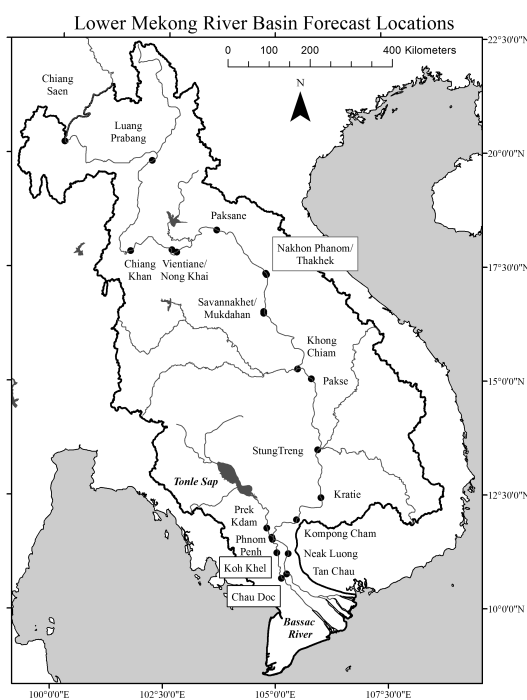 Lower Mekong River Basin Forecast Locations
22°30'0"N
0 100 200 400 Kilometers
N
Chiang
Saen
Luang
Prabang
20°0'0"N
Paksane
Nakhon Phanom/
Thakhek
Chiang
Khan
Vientiane/
Nong Khai
17°30'0"N
Savannakhet/
Mukdahan
Khong
Chiam
Pakse
15°0'0"N
StungTreng
Tonle Sap
Kratie
12°30'0"N
Prek
Kdam
Kompong Cham
Phnom
Penh
Neak Luong
Koh Khel
Tan Chau
Chau Doc
10°0'0"N
Bassac
River
100°0'0"E
102°30'0"E
105°0'0"E
107°30'0"E